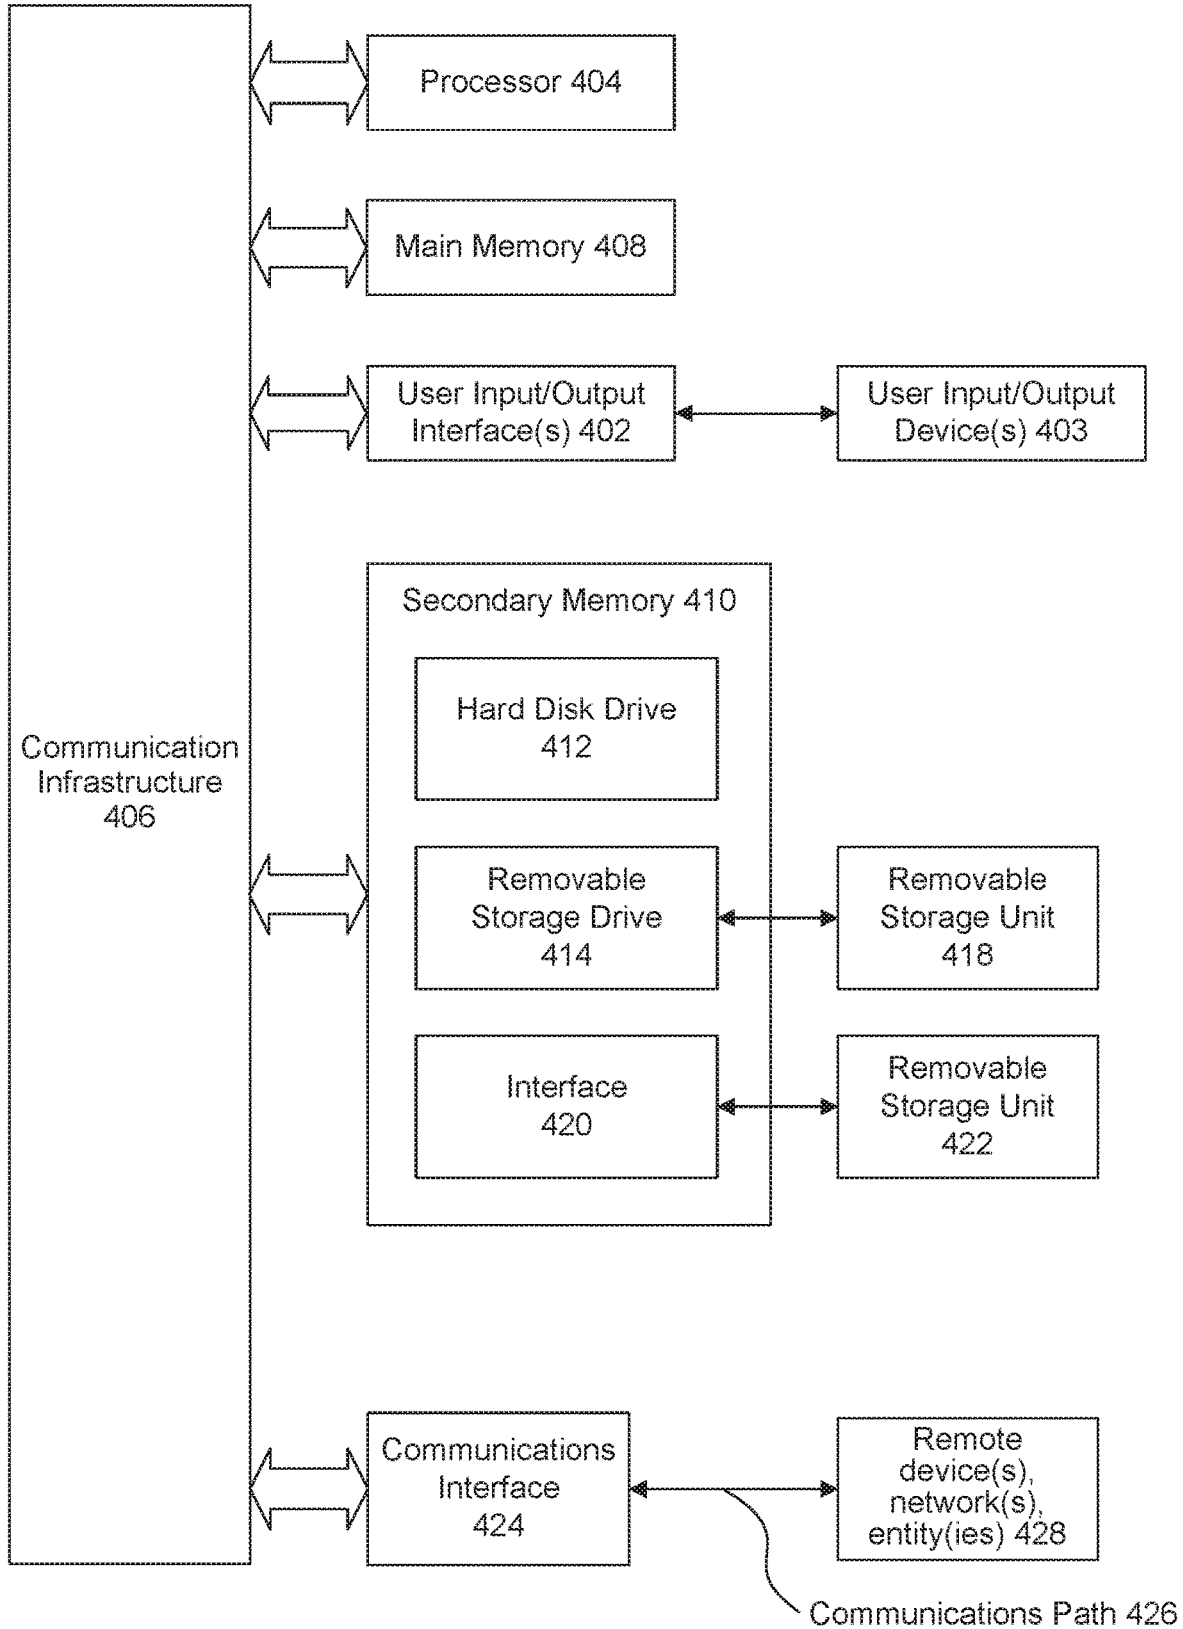 Processor 404
Main Memory 408
User Input/Output
Interface(s) 402
User Input/Output
Device(s) 403
Secondary Memory 410
Hard Disk Drive
412
Communication
Infrastructure
406
Removable
Storage Drive
414
Removable
Storage Unit
418
Interface
420
Removable
Storage Unit
422
Communications
Interface
424
Remote
device(s),
network(s),
entity(ies) 428
Communications Path 426